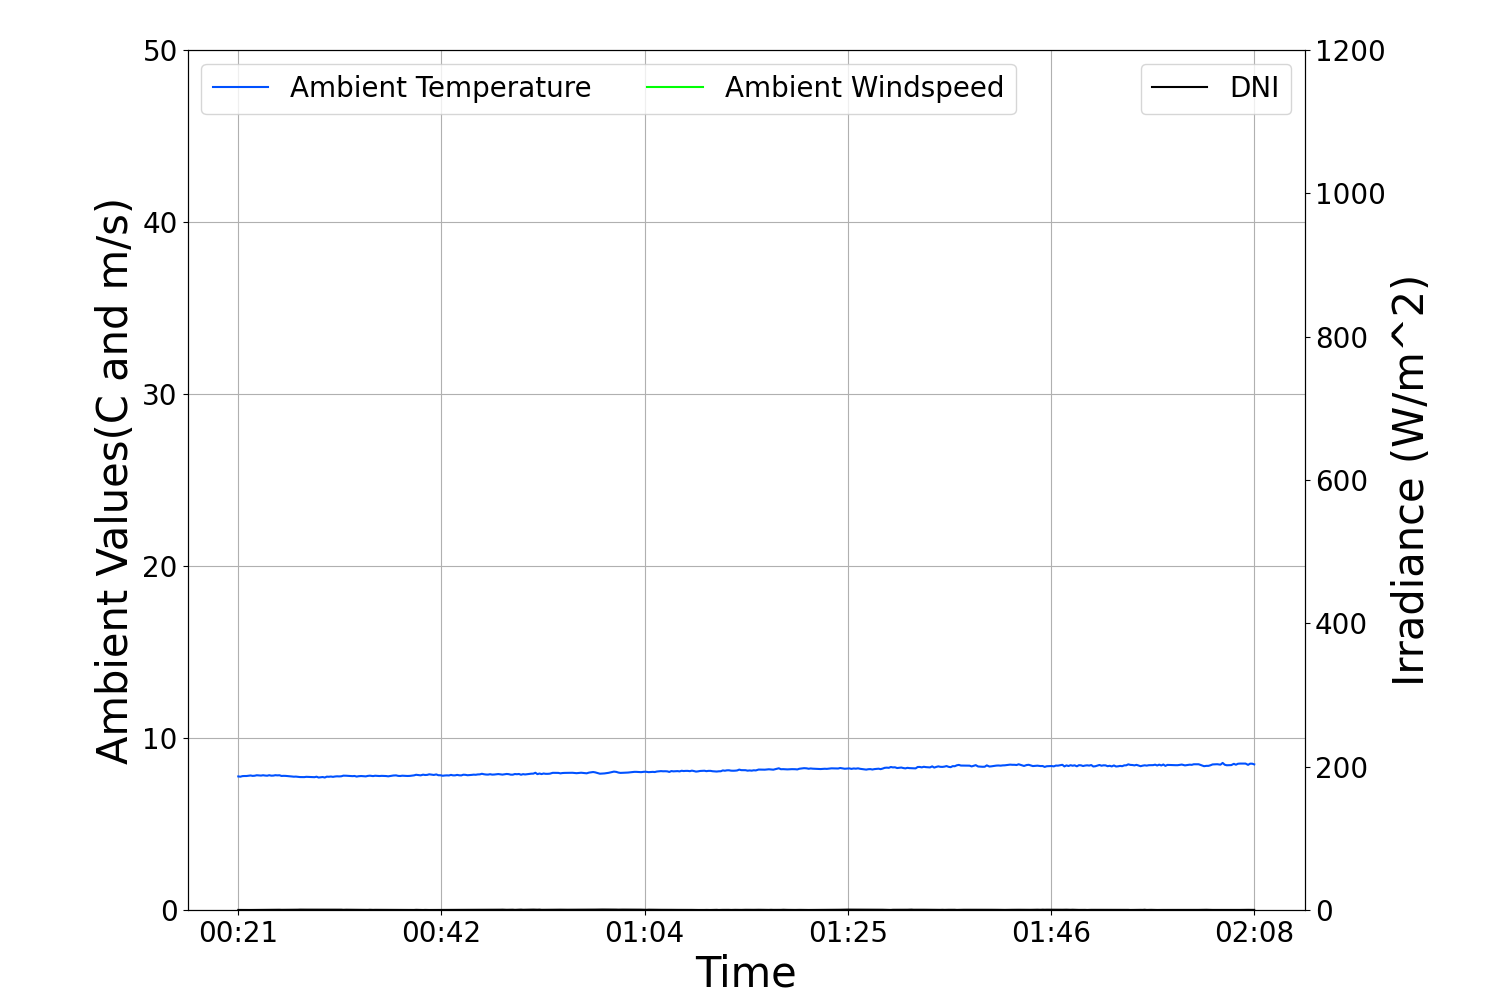 Ambient Temperature
Ambient Windspeed
DNI
Ambient Values(C and m/s)
50
40
30
20
10
0
1200
1000
800
600
400
200
0
Irradiance (W/m^2)
00:21 00:42 01:04 01:25 01:46 02:08
Time